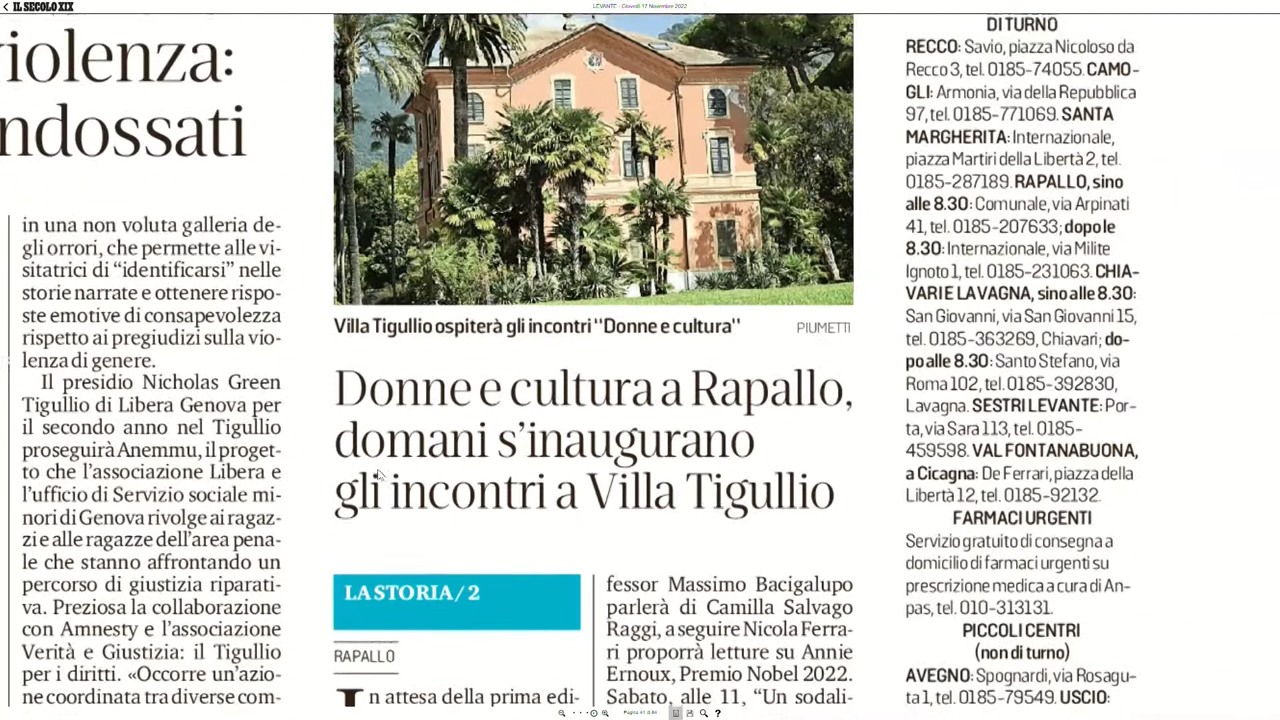 IL SECOLO XIX
LEVANTE - Giovedì 17 Novembre 2022
violenza:
ndossati
in una non voluta galleria de-
gli orrori, che permette alle vi-
sitatrici di “identificarsi” nelle
storie narrate e ottenere rispo-
ste emotive di consapevolezza
rispetto ai pregiudizi sulla vio-
lenza di genere.
Il presidio Nicholas Green
Tigullio di Libera Genova per
il secondo anno nel Tigullio
proseguirà Anemmu, il proget-
to che l’associazione Libera e
l’ufficio di Servizio sociale mi-
nori di Genova rivolge ai ragaz-
zi e alle ragazze dell’area pena-
le che stanno affrontando un
percorso di giustizia riparati-
va. Preziosa la collaborazione
con Amnesty e l’associazione
Verità e Giustizia: il Tigullio
per i diritti. «Occorre un’azio-
ne coordinata tra diverse com-
Villa Tigullio ospiterà gli incontri "Donne e cultura"
PIUMETTI
Donne e cultura a Rapallo,
domani s’inaugurano
gli incontri a Villa Tigullio
LA STORIA / 2
RAPALLO
In attesa della prima edi-
fessor Massimo Bacigalupo
parlerà di Camilla Salvago
Raggi, a seguire Nicola Ferra-
ri proporrà letture su Annie
Ernoux, Premio Nobel 2022.
Sabato, alle 11, “Un sodali-
DI TURNO
RECCO: Savio, piazza Nicoloso da
Recco 3, tel. 0185-74055. CAMO-
GLI: Armonia, via della Repubblica
97, tel. 0185-771069. SANTA
MARGHERITA: Internazionale,
piazza Martiri della Libertà 2, tel.
0185-287189. RAPALLO, sino
alle 8.30: Comunale, via Arpinati
41, tel. 0185-207633; dopo le
8.30: Internazionale, via Milite
Ignoto 1, tel. 0185-231063. CHIA-
VARI E LAVAGNA, sino alle 8.30:
San Giovanni, via San Giovanni 15,
tel. 0185-363269, Chiavari; do-
po alle 8.30: Santo Stefano, via
Roma 102, tel. 0185-392830,
Lavagna. SESTRI LEVANTE: Por-
ta, via Sara 113, tel. 0185-
459598. VAL FONTANABUONA,
a Cicagna: De Ferrari, piazza della
Libertà 12, tel. 0185-92132.
FARMACI URGENTI
Servizio gratuito di consegna a
domicilio di farmaci urgenti su
prescrizione medica a cura di An-
pas, tel. 010-313131.
PICCOLI CENTRI
(non di turno)
AVEGNO: Spognardi, via Rosagu-
ta 1, tel. 0185-79549. USCIO: